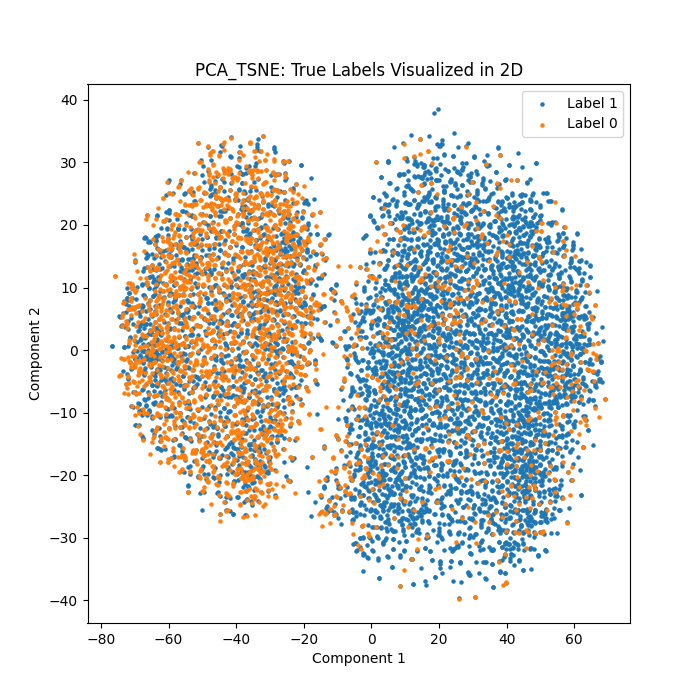 PCA_TSNE: True Labels Visualized in 2D
Label 1
Label 0
40
30
20
10
0
−10
−20
−30
−40
Component 2
−80 −60 −40 −20 0 20 40 60
Component 1